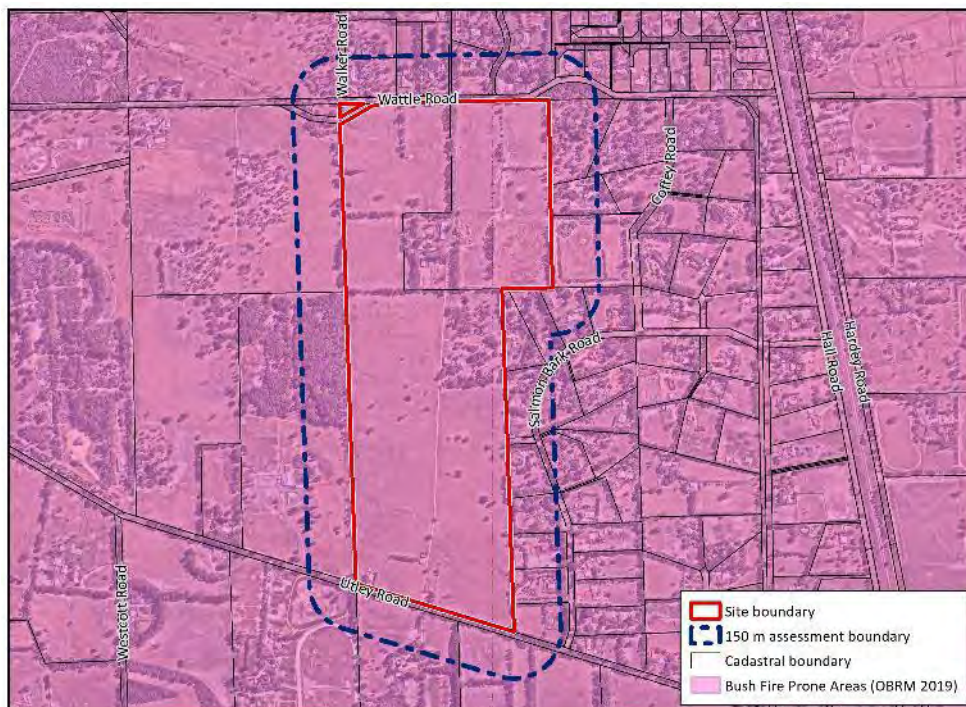 Walker Road
Wattle Road
Coffey Road
Salmon Bark Road
Hall Road
Hardey Road
Utley Road
Westcott Road
Site boundary
150 m assessment boundary
Cadastral boundary
Bush Fire Prone Areas (OBRM 2019)